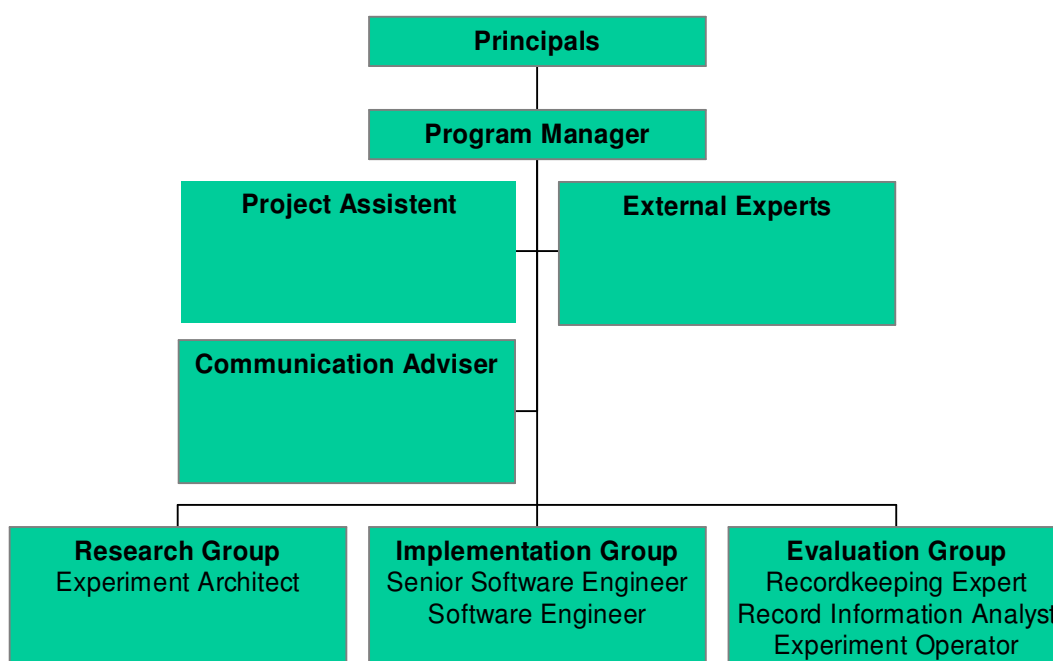 Principals
Program Manager
Project Assistent
External Experts
Communication Adviser
Research Group
Experiment Architect
Implementation Group
Senior Software Engineer
Software Engineer
Evaluation Group
Recordkeeping Expert
Record Information Analyst
Experiment Operator